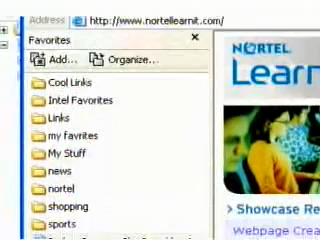 Address http://www.nortellearnit.com/
Favorites
Add... Organize...
Cool Links
Intel Favorites
Links
my favrites
My Stuff
news
nortel
shopping
sports
NORTEL
Learn
> Showcase Re
Webpage Crea